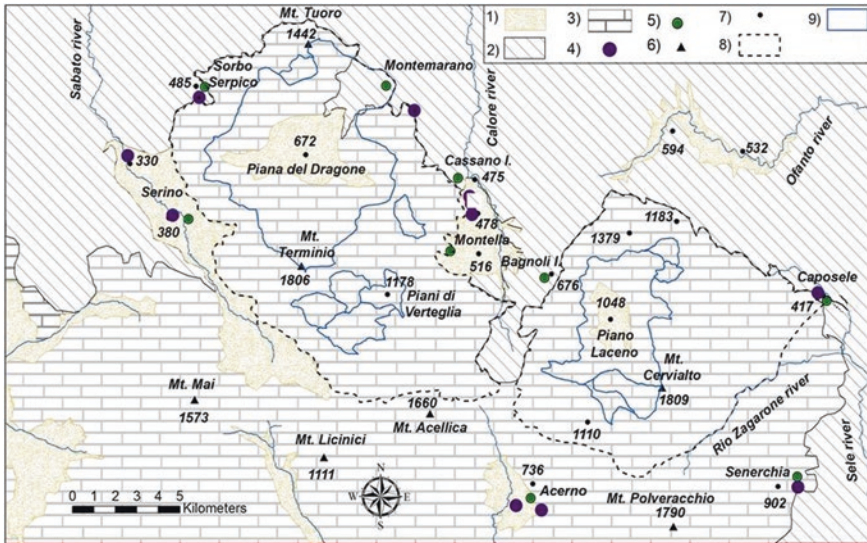 1)
2)
3)
4)
5)
6)
7)
8)
9)
Mt. Tuoro
1442
Sabato river
Sorbo
Serpico
485
Montemarano
Calore river
672
Piana del Dragone
Cassano I.
475
594
532
Ofanto river
330
Serino
380
478
Montella
516
Mt.
Terminio
1806
1178
Piani di
Verteglia
Bagnoli I.
676
1379
1183
1048
Piano
Laceno
Caposele
417
Mt.
Cervialto
1809
Mt. Mai
1573
1660
Mt. Acellica
1110
Rio Zagarone river
Sele river
Mt. Licinici
1111
N
W
E
S
736
Acerno
Senerchia
902
Mt. Polveracchio
1790
0 1 2 3 4 5
Kilometers